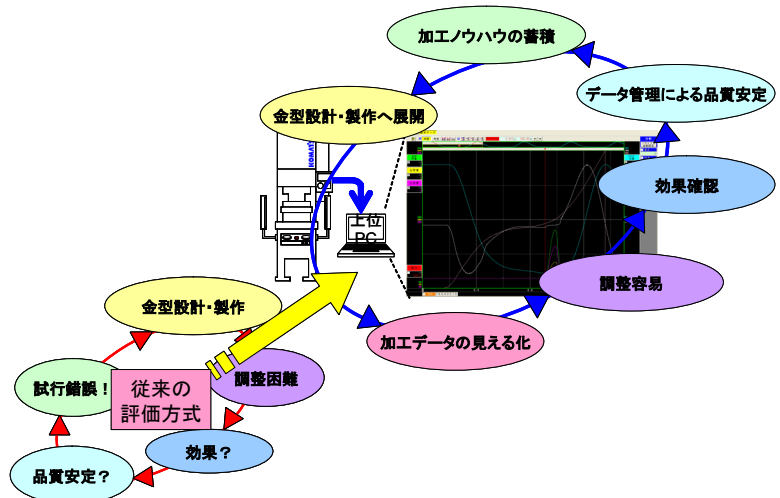 加工ノウハウの蓄積
データ管理による品質安定
金型設計・製作へ展開
効果確認
上位
PC
調整容易
加工データの見える化
金型設計・製作
調整困難
試行錯誤！
従来の
評価方式
効果？
品質安定？